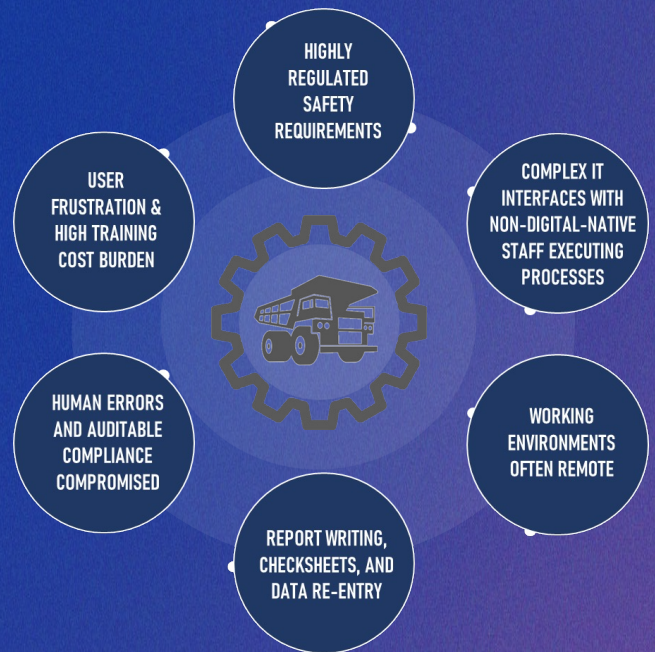 HIGHLY
REGULATED
SAFETY
REQUIREMENTS
COMPLEX IT
INTERFACES WITH
NON-DIGITAL-NATIVE
STAFF EXECUTING
PROCESSES
WORKING
ENVIRONMENTS
OFTEN REMOTE
REPORT WRITING,
CHECKSHEETS, AND
DATA RE-ENTRY
HUMAN ERRORS
AND AUDITABLE
COMPLIANCE
COMPROMISED
USER
FRUSTRATION &
HIGH TRAINING
COST BURDEN